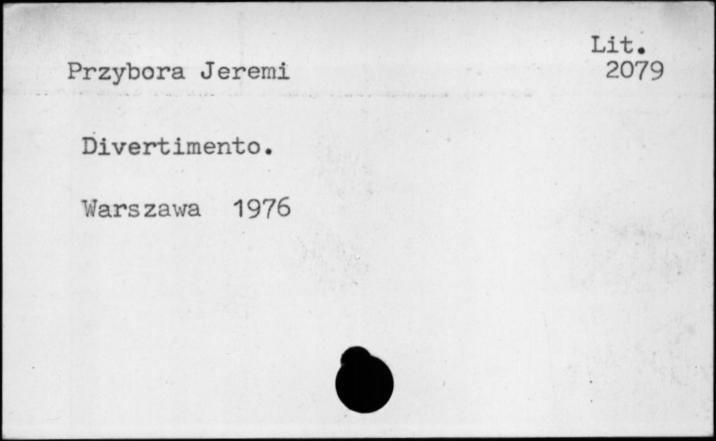 Lit.
Przybora Jeremi 2079
Divertimento.
Warszawa 1976